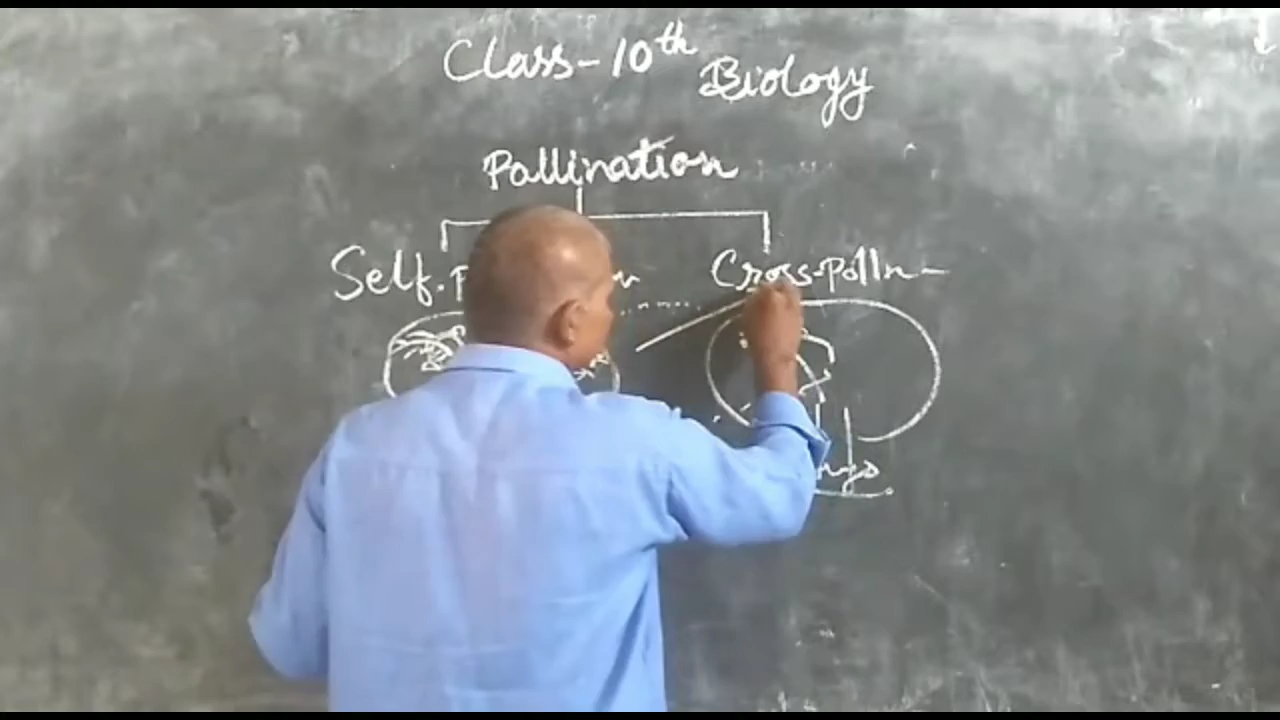 Class-10th
Biology
Pallination
Self.
Cross-polln-